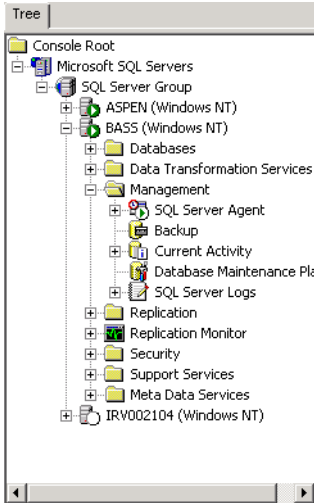 Tree
Console Root
Microsoft SQL Servers
SQL Server Group
ASPEN (Windows NT)
BASS (Windows NT)
Databases
Data Transformation Services
Management
SQL Server Agent
Backup
Current Activity
Database Maintenance Pla
SQL Server Logs
Replication
Replication Monitor
Security
Support Services
Meta Data Services
IRV002104 (Windows NT)